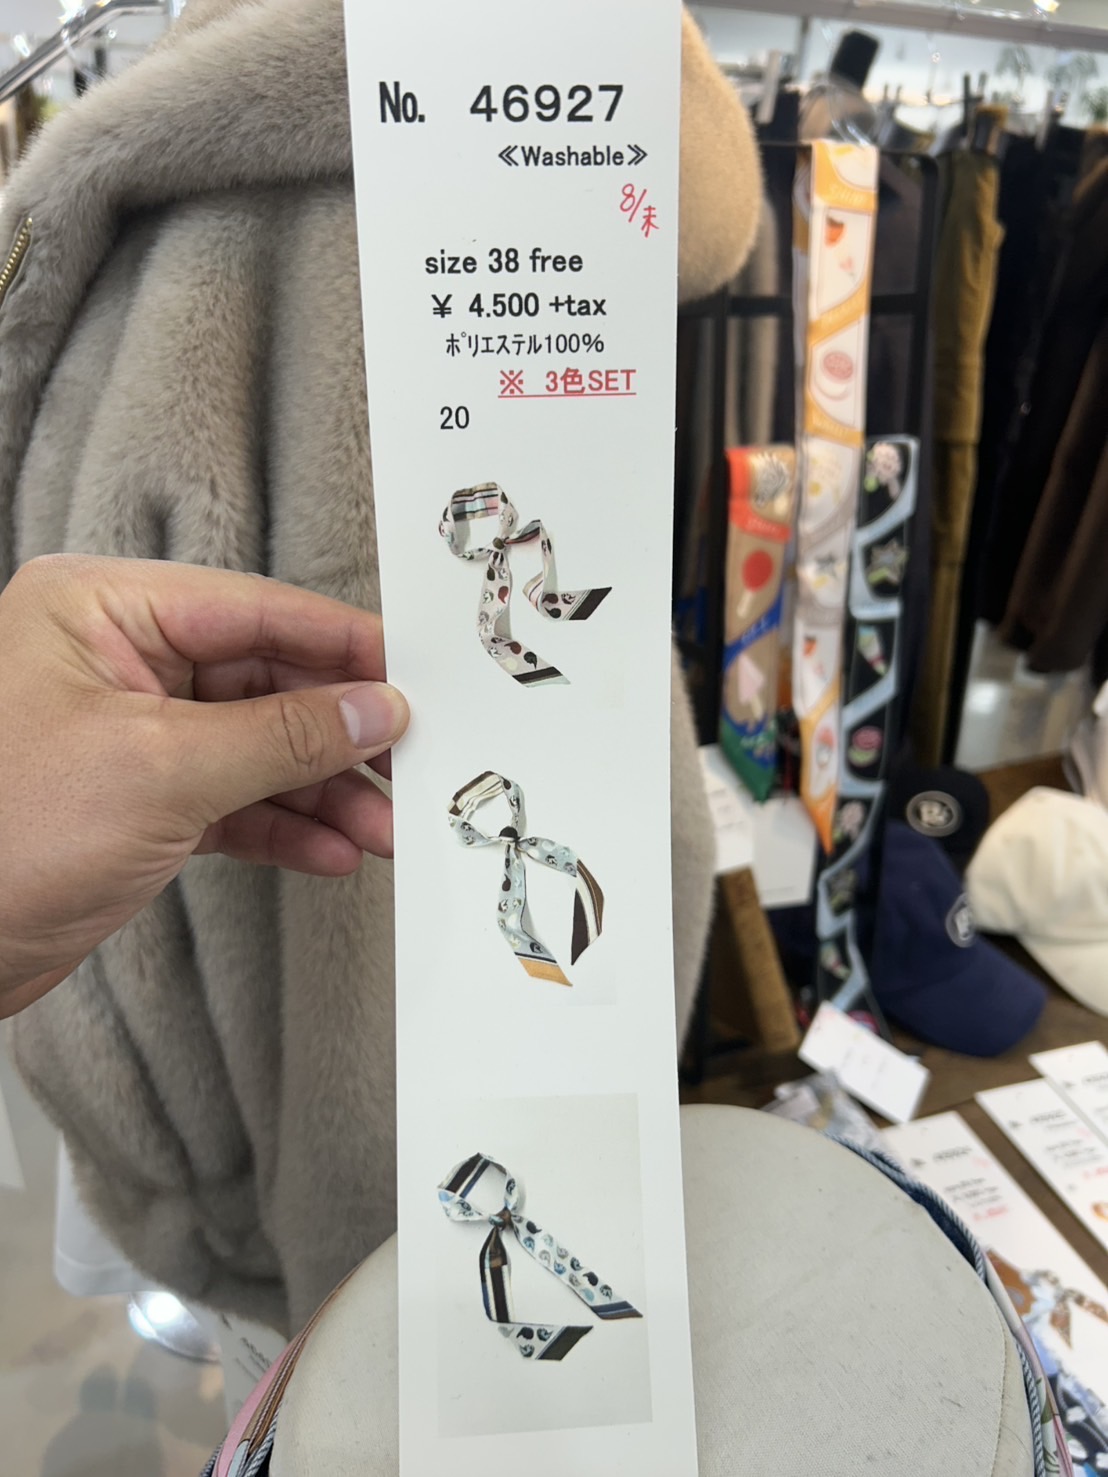 No. 46927
≪Washable≫
8/末
size 38 free
¥ 4.500 +tax
ﾎﾟﾘｴｽﾃﾙ100%
※ 3色SET
20